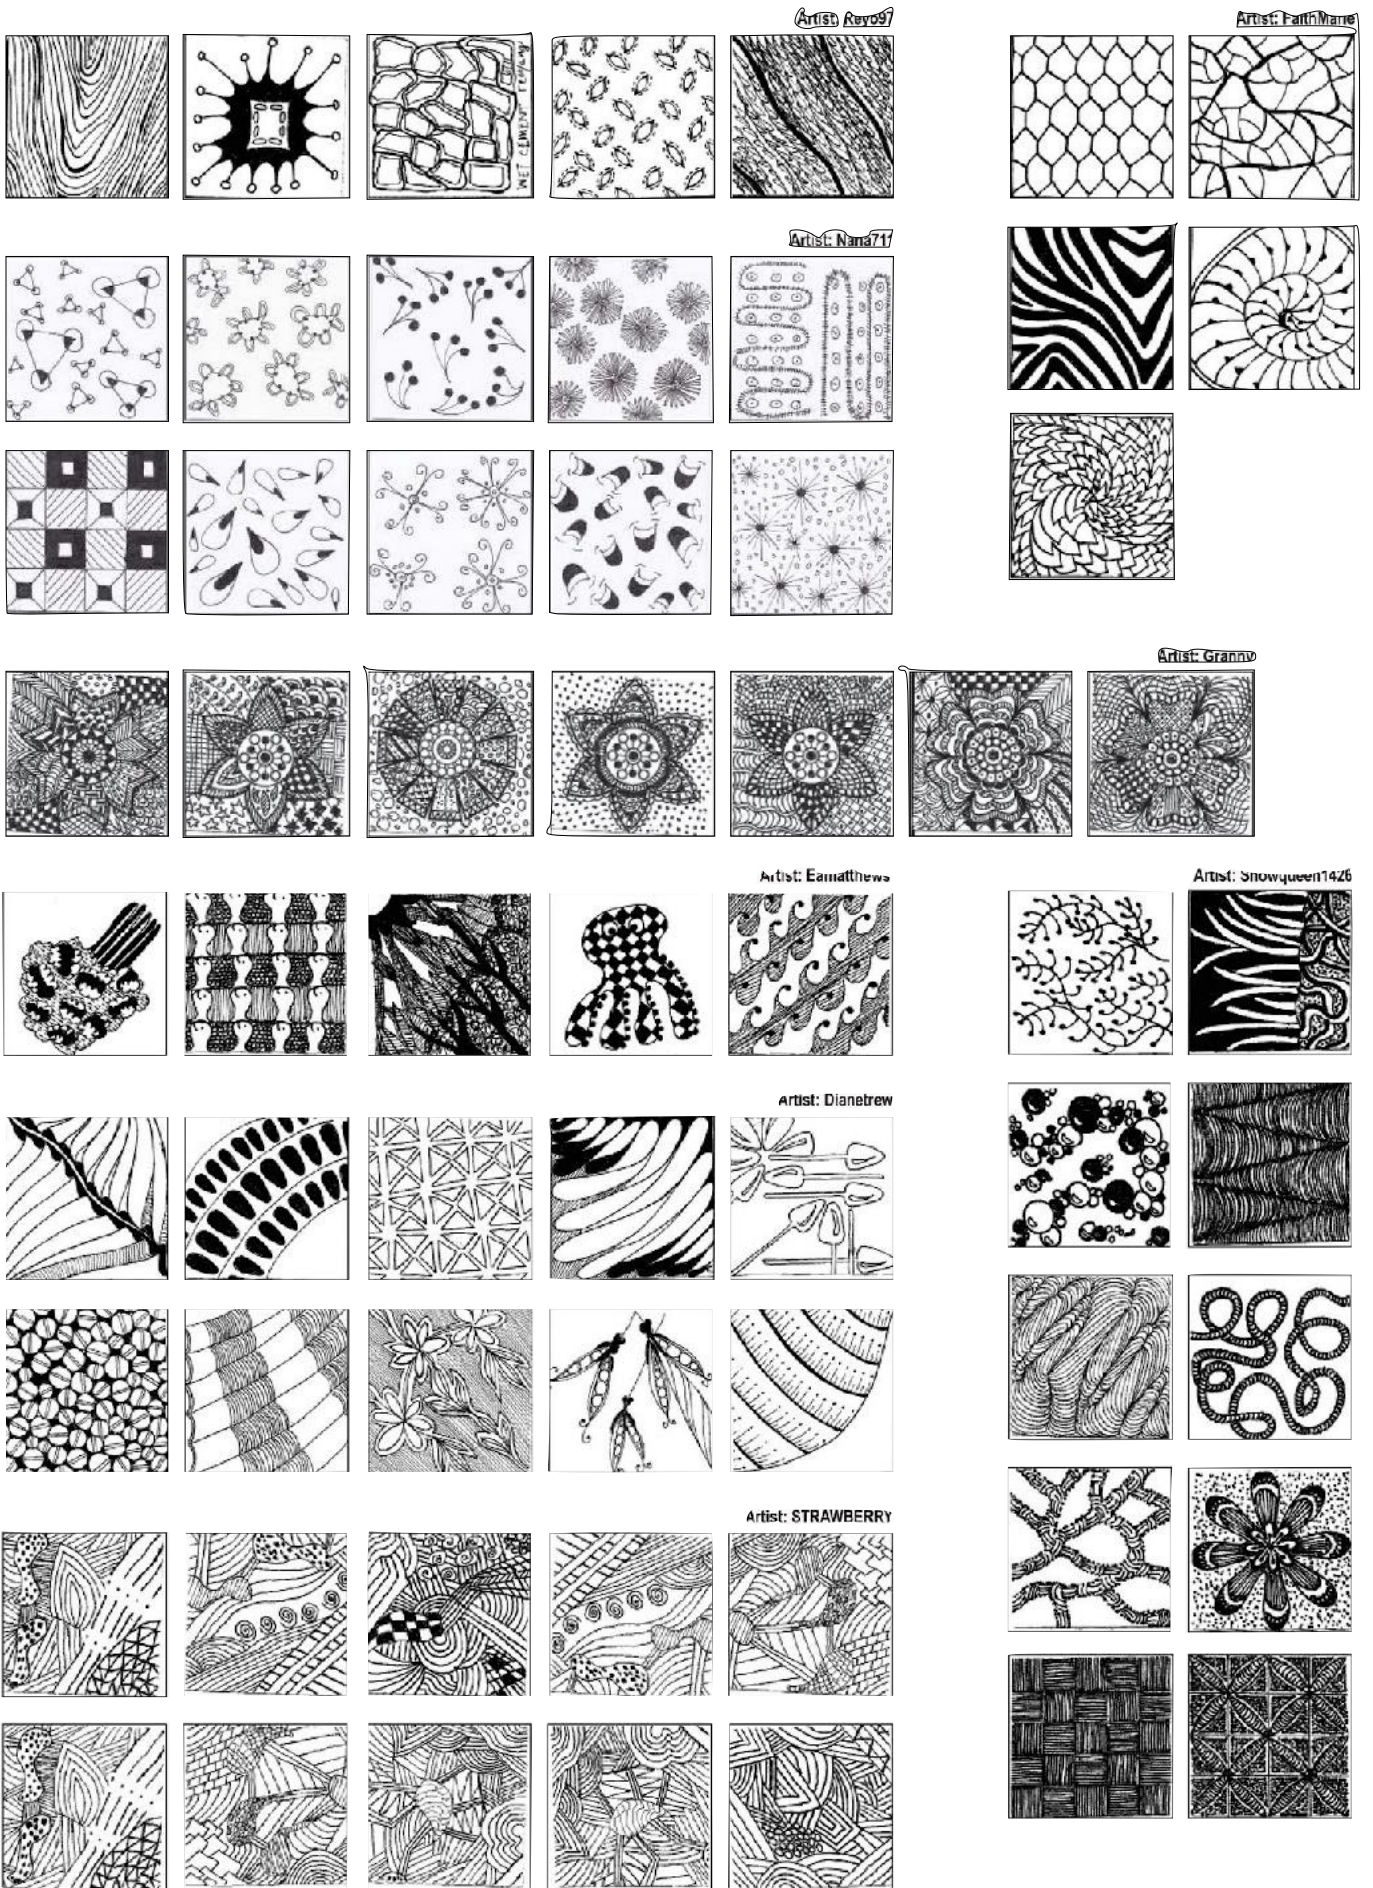 Artist: Reyo97
Artist: FaithMarie
WET CEMENT
Artist: Nana711
Artist: Granny
Artist: Eamatthews
Artist: Snowqueen1426
Artist: Dianetrew
Artist: STRAWBERRY